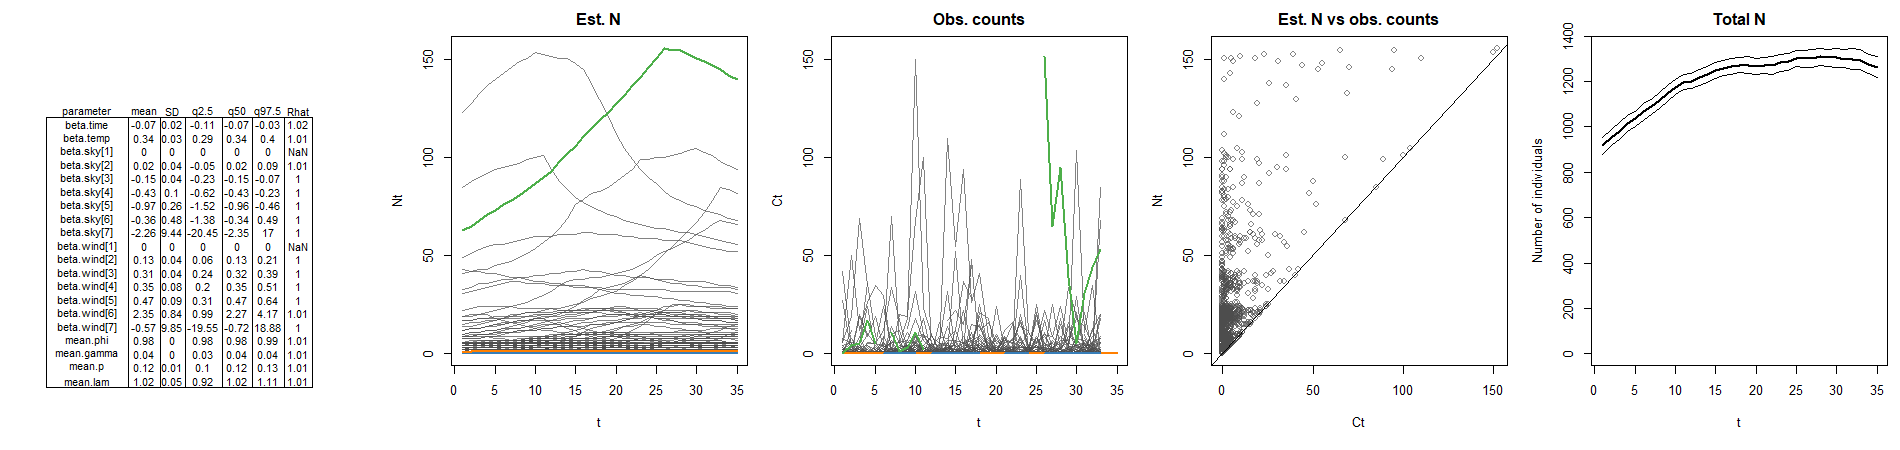 parameter mean SD q2.5 q50 q97.5 Rhat
beta.time -0.07 0.02 -0.11 -0.07 -0.03 1.02
beta.temp 0.34 0.03 0.29 0.34 0.4 1.01
beta.sky[1] 0 0 0 0 0 NaN
beta.sky[2] 0.02 0.04 -0.05 0.02 0.09 1.01
beta.sky[3] -0.15 0.04 -0.23 -0.15 -0.07 1
beta.sky[4] -0.43 0.1 -0.62 -0.43 -0.23 1
beta.sky[5] -0.97 0.26 -1.52 -0.96 -0.46 1
beta.sky[6] -0.36 0.48 -1.38 -0.34 0.49 1
beta.sky[7] -2.26 9.44 -20.45 -2.35 17 1
beta.wind[1] 0 0 0 0 0 NaN
beta.wind[2] 0.13 0.04 0.06 0.13 0.21 1
beta.wind[3] 0.31 0.04 0.24 0.32 0.39 1
beta.wind[4] 0.35 0.08 0.2 0.35 0.51 1
beta.wind[5] 0.47 0.09 0.31 0.47 0.64 1
beta.wind[6] 2.35 0.84 0.99 2.27 4.17 1.01
beta.wind[7] -0.57 9.85 -19.55 -0.72 18.88 1
mean.phi 0.98 0 0.98 0.98 0.99 1.01
mean.gamma 0.04 0 0.03 0.04 0.04 1.01
mean.p 0.12 0.01 0.1 0.12 0.13 1.01
mean.lam 1.02 0.05 0.92 1.02 1.11 1.01
Est. N
Nt
150
100
50
0
0 5 10 15 20 25 30 35
t
Obs. counts
Ct
150
100
50
0
0 5 10 15 20 25 30 35
t
Est. N vs obs. counts
Nt
150
100
50
0
0 50 100 150
Ct
Total N
Number of individuals
1400
1200
1000
800
600
400
200
0
0 5 10 15 20 25 30 35
t